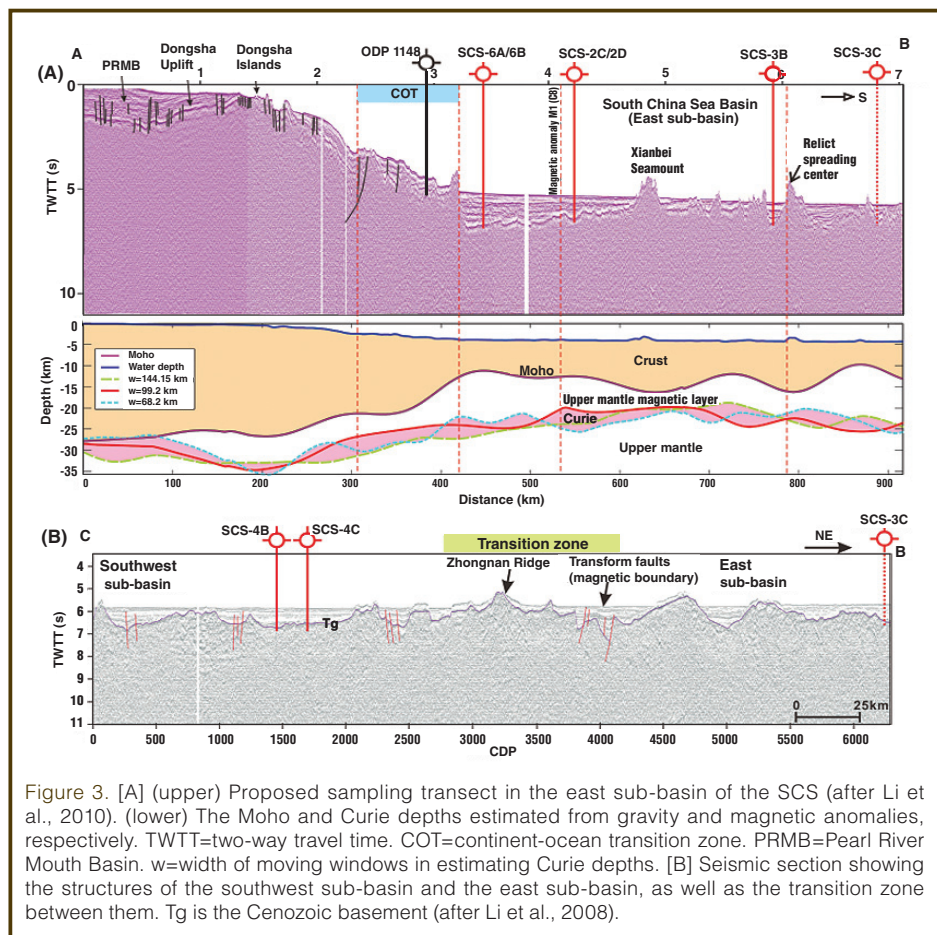 A
B
(A)
PRMB
Dongsha Uplift
Dongsha Islands
ODP 1148
SCS-6A/6B
SCS-2C/2D
SCS-3B
SCS-3C
1
2
3
4
5
6
7
COT
Magnetic anomaly M1 (C8)
South China Sea Basin
(East sub-basin)
S
Xianbei
Seamount
Relict
spreading
center
TWTT (s)
0
5
10
Depth (km)
0
-5
-10
-15
-20
-25
-30
-35
Moho
Water depth
w=144.15 km
w=99.2 km
w=68.2 km
Moho
Crust
Upper mantle magnetic layer
Curie
Upper mantle
0 100 200 300 400 500 600 700 800 900
Distance (km)
(B)
C
SCS-4B
SCS-4C
Transition zone
NE
SCS-3C
B
Southwest
sub-basin
Zhongnan Ridge
Transform faults
(magnetic boundary)
East
sub-basin
Tg
TWTT (s)
4
5
6
7
8
9
10
11
0 25km
0 500 1000 1500 2000 2500 3000 3500 4000 4500 5000 5500 6000
CDP
Figure 3. [A] (upper) Proposed sampling transect in the east sub-basin of the SCS (after Li et
al., 2010). (lower) The Moho and Curie depths estimated from gravity and magnetic anomalies,
respectively. TWTT=two-way travel time. COT=continent-ocean transition zone. PRMB=Pearl River
Mouth Basin. w=width of moving windows in estimating Curie depths. [B] Seismic section showing
the structures of the southwest sub-basin and the east sub-basin, as well as the transition zone
between them. Tg is the Cenozoic basement (after Li et al., 2008).